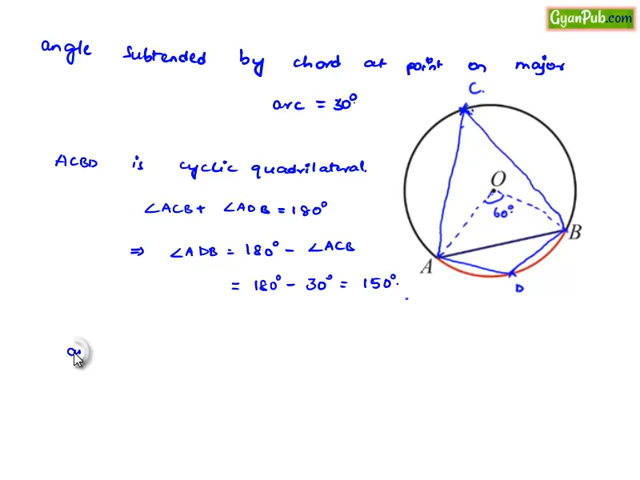 GyanPub.com
angle subtended by chord at point on major
arc = 30°
ACBD is cyclic quadrilateral.
∠ACB + ∠ADB = 180°
⇒ ∠ADB = 180° - ∠ACB
= 180° - 30° = 150°.
C.
O
60°
B
A
D